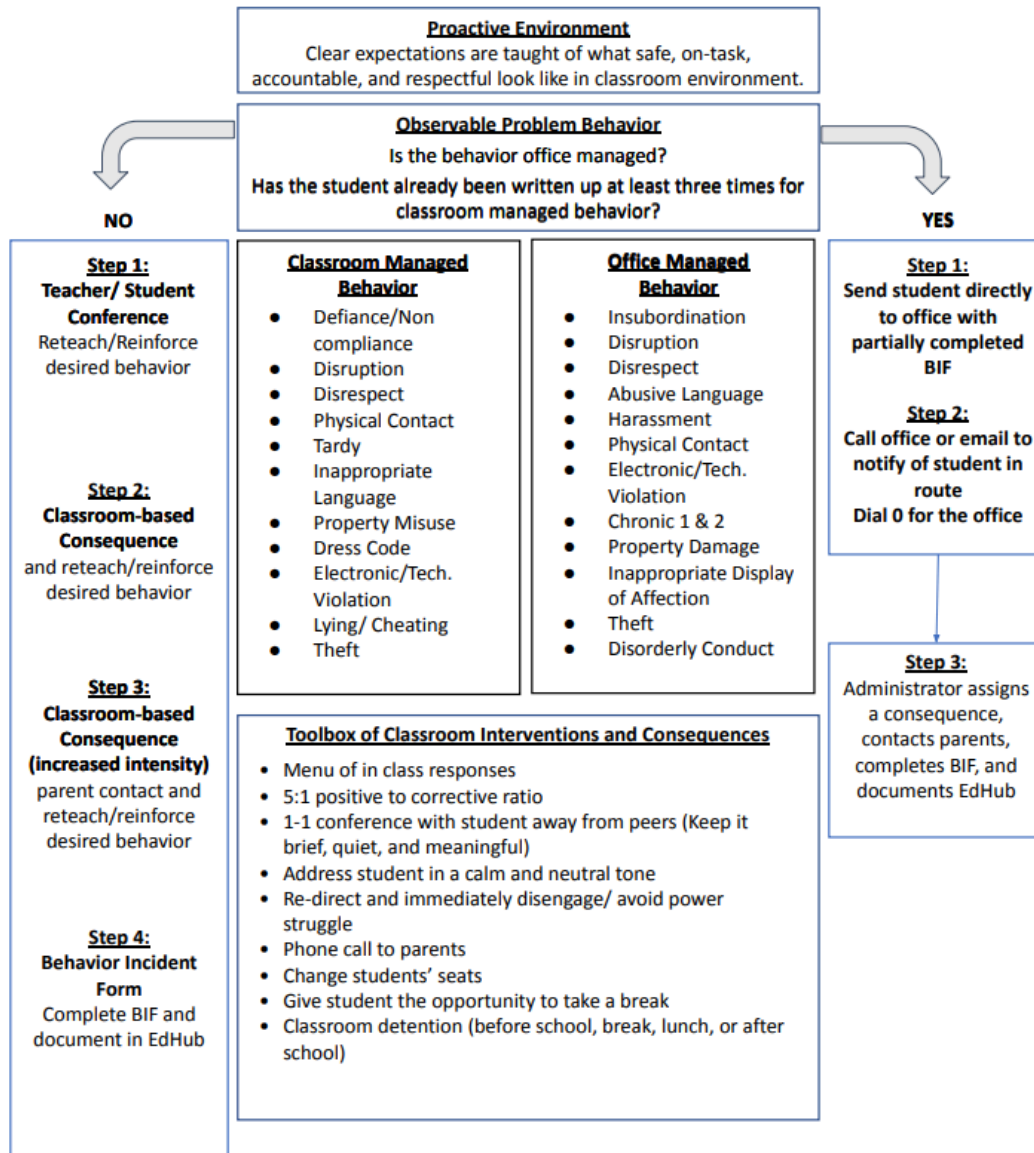 Proactive Environment
Clear expectations are taught of what safe, on-task,
accountable, and respectful look like in classroom environment.
Observable Problem Behavior
Is the behavior office managed?
Has the student already been written up at least three times for
classroom managed behavior?
NO
Step 1:
Teacher/ Student
Conference
Reteach/Reinforce
desired behavior
Step 2:
Classroom-based
Consequence
and reteach/reinforce
desired behavior
Step 3:
Classroom-based
Consequence
(increased intensity)
parent contact and
reteach/reinforce
desired behavior
Step 4:
Behavior Incident
Form
Complete BIF and
document in EdHub
Classroom Managed
Behavior
● Defiance/Non
compliance
● Disruption
● Disrespect
● Physical Contact
● Tardy
● Inappropriate
Language
● Property Misuse
● Dress Code
● Electronic/Tech.
Violation
● Lying/ Cheating
● Theft
Office Managed
Behavior
● Insubordination
● Disruption
● Disrespect
● Abusive Language
● Harassment
● Physical Contact
● Electronic/Tech.
Violation
● Chronic 1 & 2
● Property Damage
● Inappropriate Display
of Affection
● Theft
● Disorderly Conduct
Toolbox of Classroom Interventions and Consequences
• Menu of in class responses
• 5:1 positive to corrective ratio
• 1-1 conference with student away from peers (Keep it
brief, quiet, and meaningful)
• Address student in a calm and neutral tone
• Re-direct and immediately disengage/ avoid power
struggle
• Phone call to parents
• Change students’ seats
• Give student the opportunity to take a break
• Classroom detention (before school, break, lunch, or after
school)
YES
Step 1:
Send student directly
to office with
partially completed
BIF
Step 2:
Call office or email to
notify of student in
route
Dial 0 for the office
Step 3:
Administrator assigns
a consequence,
contacts parents,
completes BIF, and
documents EdHub